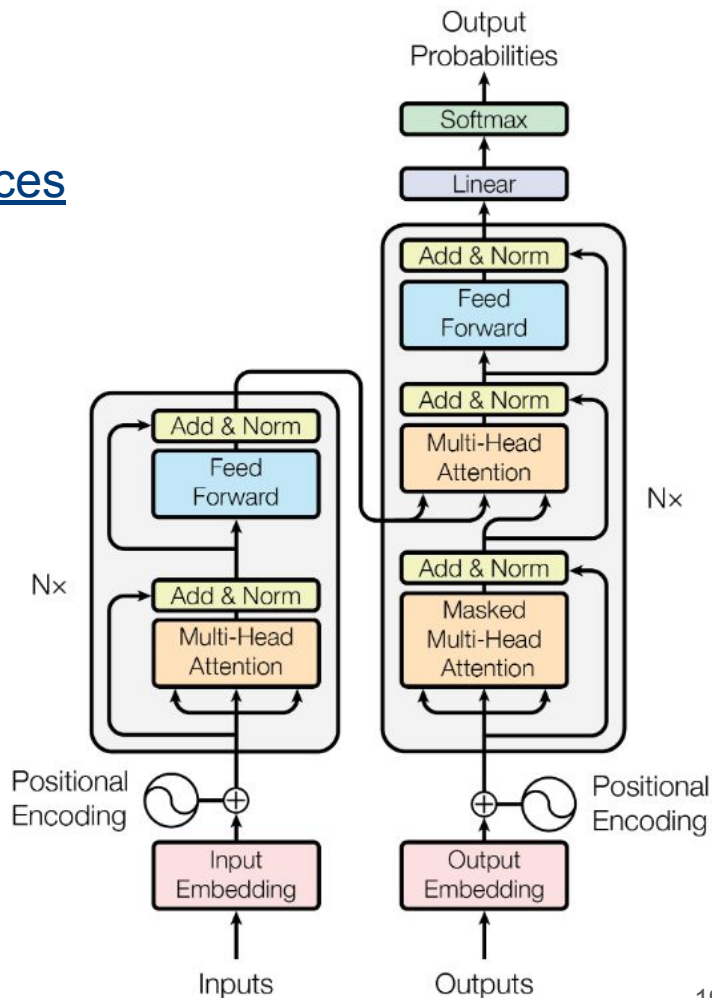 ces
Output
Probabilities
Softmax
Linear
Add & Norm
Feed
Forward
Add & Norm
Multi-Head
Attention
Nx
Add & Norm
Masked
Multi-Head
Attention
Add & Norm
Feed
Forward
Nx
Add & Norm
Multi-Head
Attention
Positional
Encoding
Positional
Encoding
Input
Embedding
Output
Embedding
Inputs
Outputs